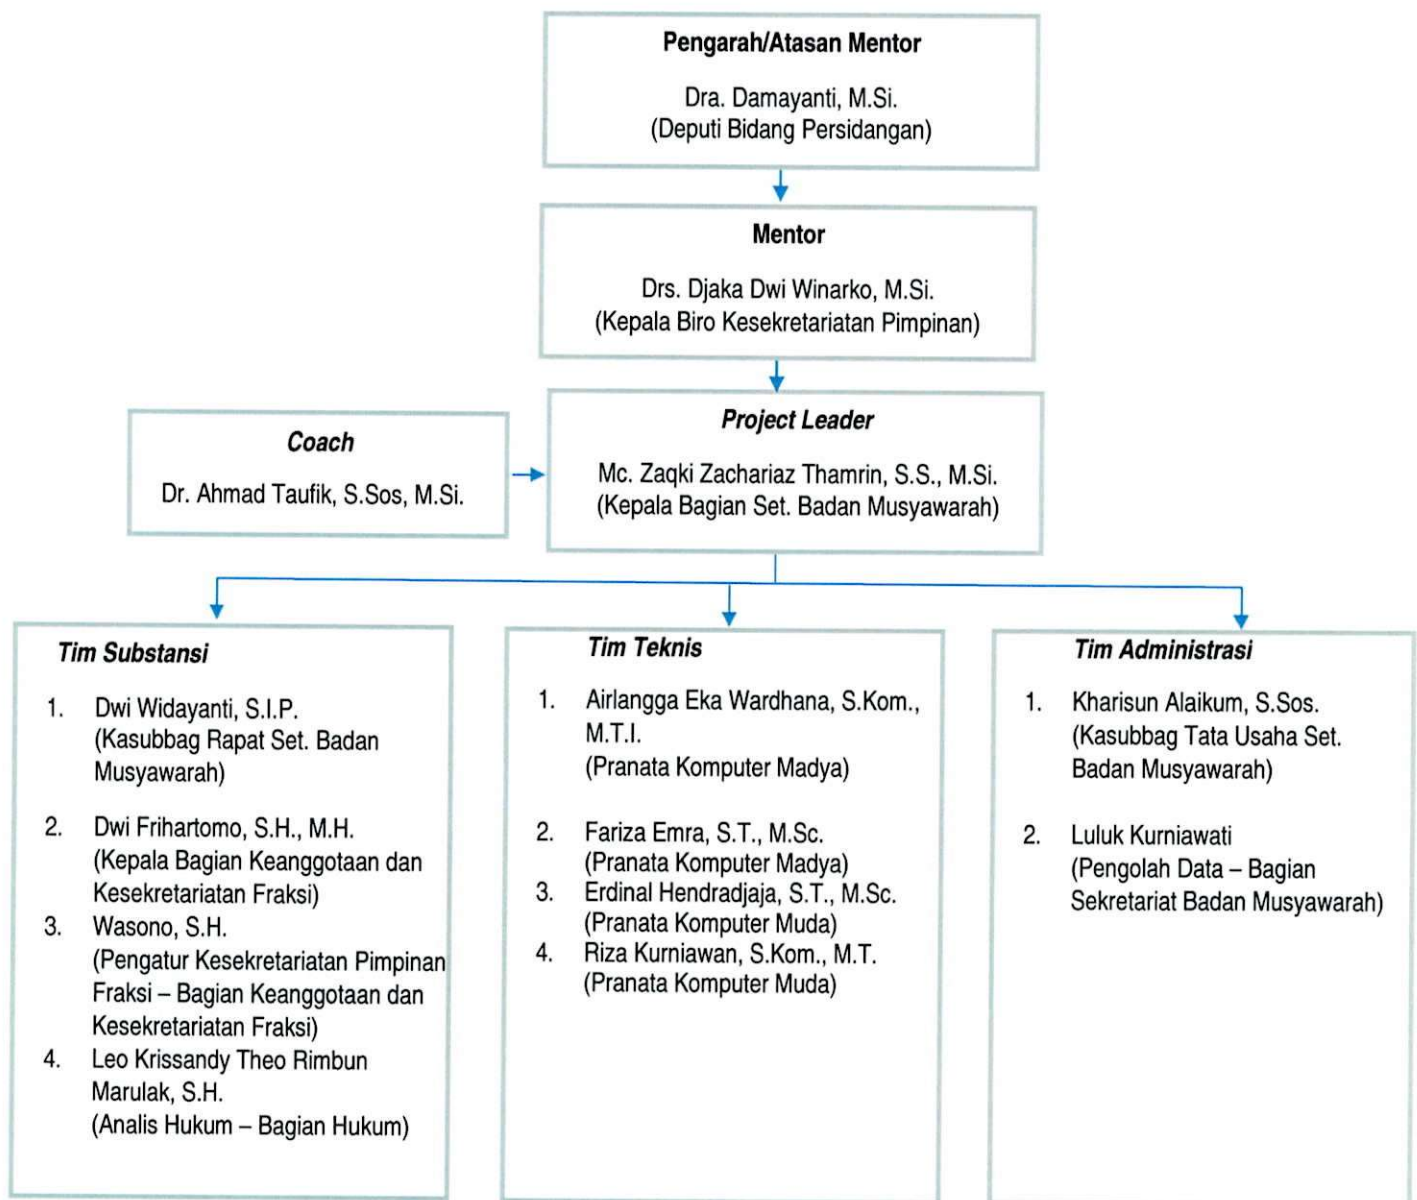 Pengarah/Atasan Mentor
Dra. Damayanti, M.Si.
(Deputi Bidang Persidangan)
Mentor
Drs. Djaka Dwi Winarko, M.Si.
(Kepala Biro Kesekretariatan Pimpinan)
Coach
Dr. Ahmad Taufik, S.Sos, M.Si.
Project Leader
Mc. Zaqki Zachariaz Thamrin, S.S., M.Si.
(Kepala Bagian Set. Badan Musyawarah)
Tim Substansi
1. Dwi Widayanti, S.I.P.
(Kasubbag Rapat Set. Badan
Musyawarah)
2. Dwi Frihartomo, S.H., M.H.
(Kepala Bagian Keanggotaan dan
Kesekretariatan Fraksi)
3. Wasono, S.H.
(Pengatur Kesekretariatan Pimpinan
Fraksi – Bagian Keanggotaan dan
Kesekretariatan Fraksi)
4. Leo Krissandy Theo Rimbun
Marulak, S.H.
(Analis Hukum – Bagian Hukum)
Tim Teknis
1. Airlangga Eka Wardhana, S.Kom.,
M.T.I.
(Pranata Komputer Madya)
2. Fariza Emra, S.T., M.Sc.
(Pranata Komputer Madya)
3. Erdinal Hendradjaja, S.T., M.Sc.
(Pranata Komputer Muda)
4. Riza Kurniawan, S.Kom., M.T.
(Pranata Komputer Muda)
Tim Administrasi
1. Kharisun Alaikum, S.Sos.
(Kasubbag Tata Usaha Set.
Badan Musyawarah)
2. Luluk Kurniawati
(Pengolah Data – Bagian
Sekretariat Badan Musyawarah)